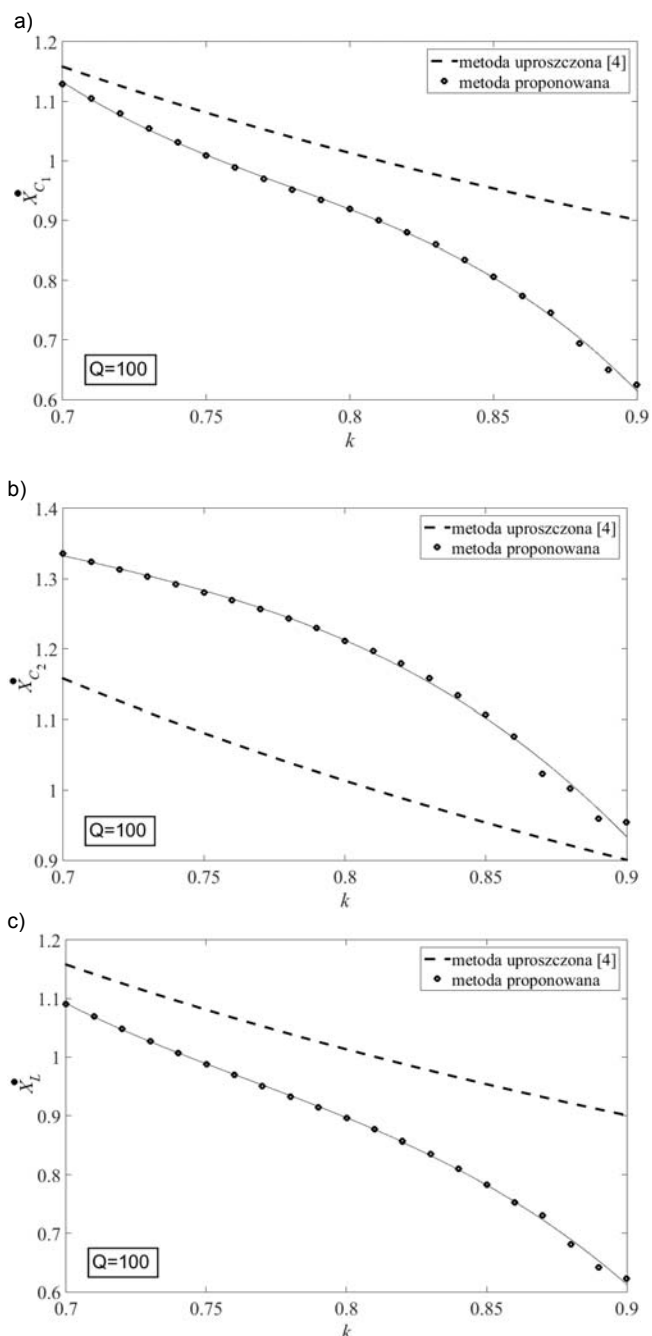 a)
1.2
1.1
1
0.9
0.8
0.7
0.6
Ẋ_C₁
metoda uproszczona [4]
metoda proponowana
Q=100
0.7 0.75 0.8 0.85 0.9
k
b)
1.4
1.3
1.2
1.1
1
0.9
Ẋ_C₂
metoda uproszczona [4]
metoda proponowana
Q=100
0.7 0.75 0.8 0.85 0.9
k
c)
1.2
1.1
1
0.9
0.8
0.7
0.6
Ẋ_L
metoda uproszczona [4]
metoda proponowana
Q=100
0.7 0.75 0.8 0.85 0.9
k